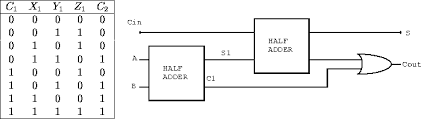 C₁ X₁ Y₁ Z₁ C₂
0 0 0 0 0
0 0 1 1 0
0 1 0 1 0
0 1 1 0 1
1 0 0 1 0
1 0 1 0 1
1 1 0 0 1
1 1 1 1 1
Cin
S
HALF
ADDER
A
S1
HALF
ADDER
C1
B
Cout